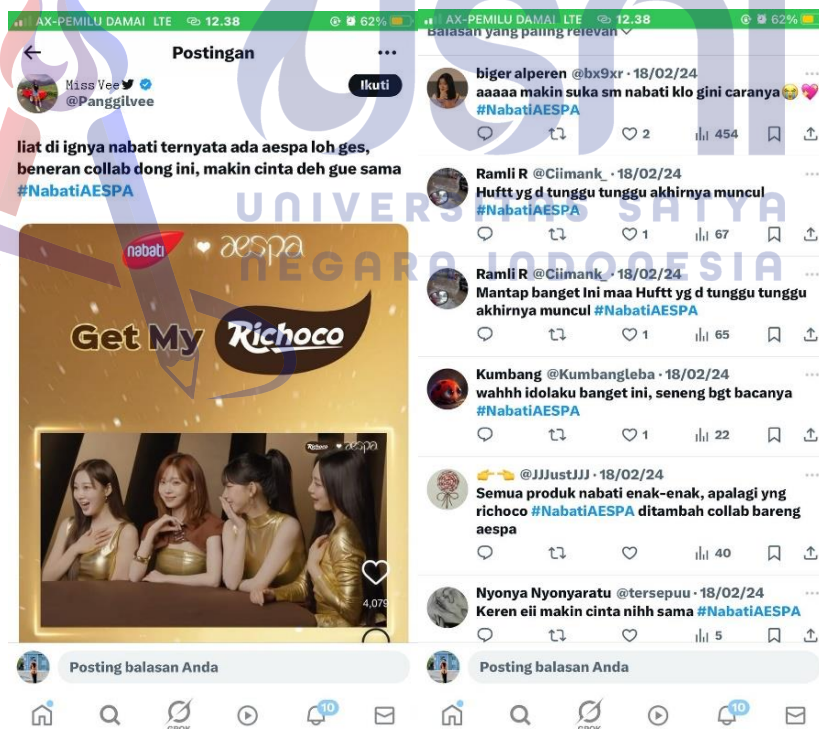 AX-PEMILU DAMAI LTE 12.38 62%
Postingan
Miss Vee
@Panggilvee
Ikuti
liat di ignya nabati ternyata ada aespa loh ges,
beneran collab dong ini, makin cinta deh gue sama
#NabatiAESPA
nabati aespa
Get My Richoco
Richoco aespa
4,079
Posting balasan Anda
10
GROK
AX-PEMILU DAMAI LTE 12.38 62%
Balasan yang paling relevan
biger alperen @bx9xr · 18/02/24
aaaaa makin suka sm nabati klo gini caranya😭💖
#NabatiAESPA
2 454
Ramli R @Ciimank_ · 18/02/24
Huftt yg d tunggu tunggu akhirnya muncul
#NabatiAESPA
1 67
Ramli R @Ciimank_ · 18/02/24
Mantap banget Ini maa Huftt yg d tunggu tunggu
akhirnya muncul #NabatiAESPA
1 65
Kumbang @Kumbangleba · 18/02/24
wahhh idolaku banget ini, seneng bgt bacanya
#NabatiAESPA
1 22
👉👈 @JJJustJJJ · 18/02/24
Semua produk nabati enak-enak, apalagi yng
richoco #NabatiAESPA ditambah collab bareng
aespa
40
Nyonya Nyonyaratu @tersepuu · 18/02/24
Keren eii makin cinta nihh sama #NabatiAESPA
5
Posting balasan Anda
10
GROK
UNIVERSITAS SATYA
NEGARA INDONESIA